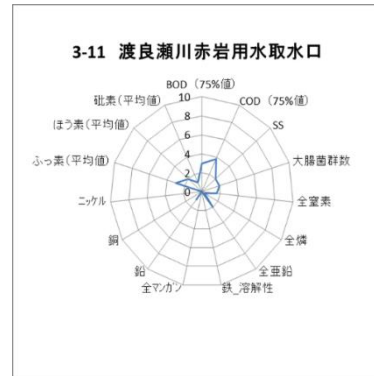 3-11 渡良瀬川赤岩用水取水口
BOD（75%値）
COD（75%値）
SS
大腸菌群数
全窒素
全燐
全亜鉛
鉄_溶解性
全マンガン
鉛
銅
ニッケル
ふっ素(平均値)
ほう素(平均値)
砒素(平均値)
10
8
6
4
2
0